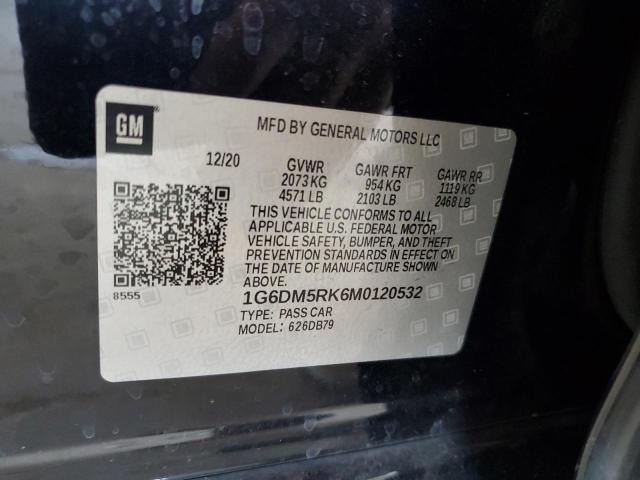 GM
MFD BY GENERAL MOTORS LLC
12/20 GVWR GAWR FRT GAWR RR
2073 KG 954 KG 1119 KG
4571 LB 2103 LB 2468 LB
THIS VEHICLE CONFORMS TO ALL
APPLICABLE U.S. FEDERAL MOTOR
VEHICLE SAFETY, BUMPER, AND THEFT
PREVENTION STANDARDS IN EFFECT ON
THE DATE OF MANUFACTURE SHOWN
ABOVE.
8555
1G6DM5RK6M0120532
TYPE: PASS CAR
MODEL: 626DB79